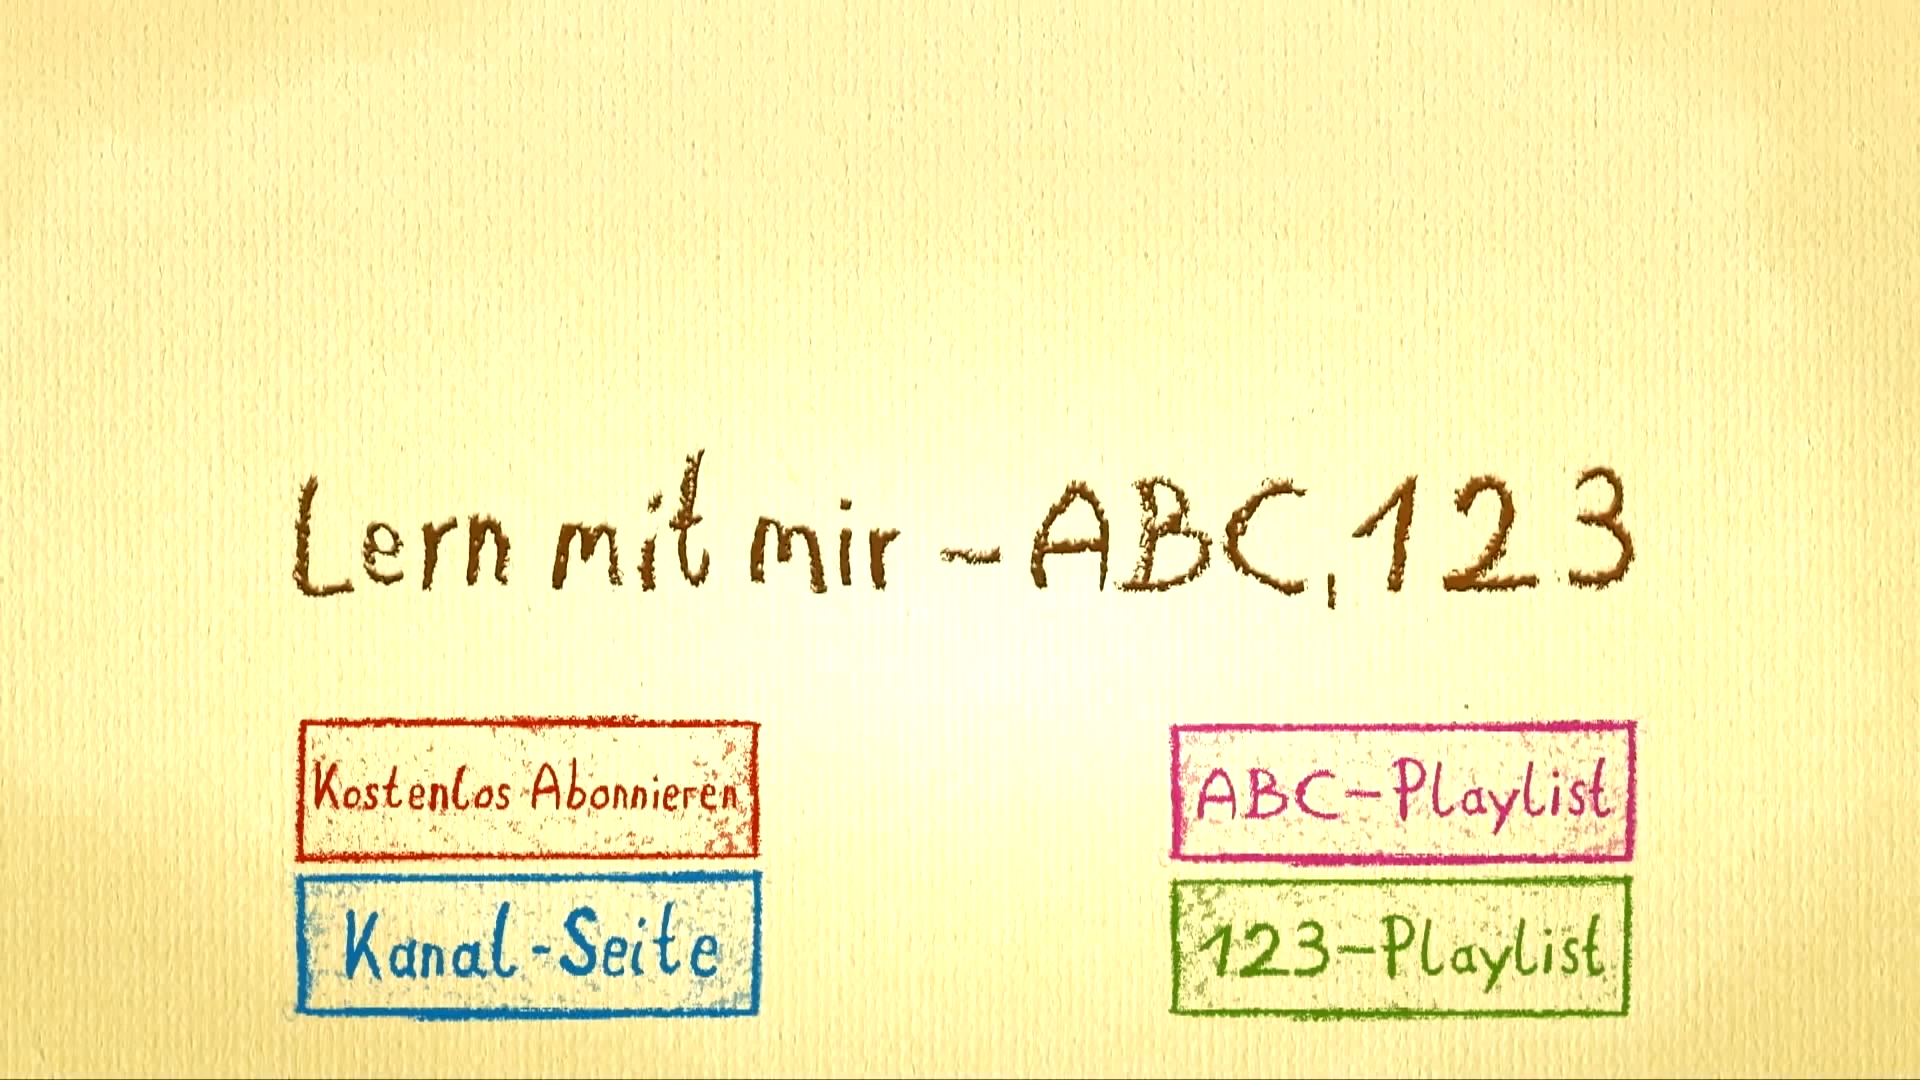 Lern mit mir - ABC, 123
Kostenlos Abonnieren
Kanal-Seite
ABC-Playlist
123-Playlist